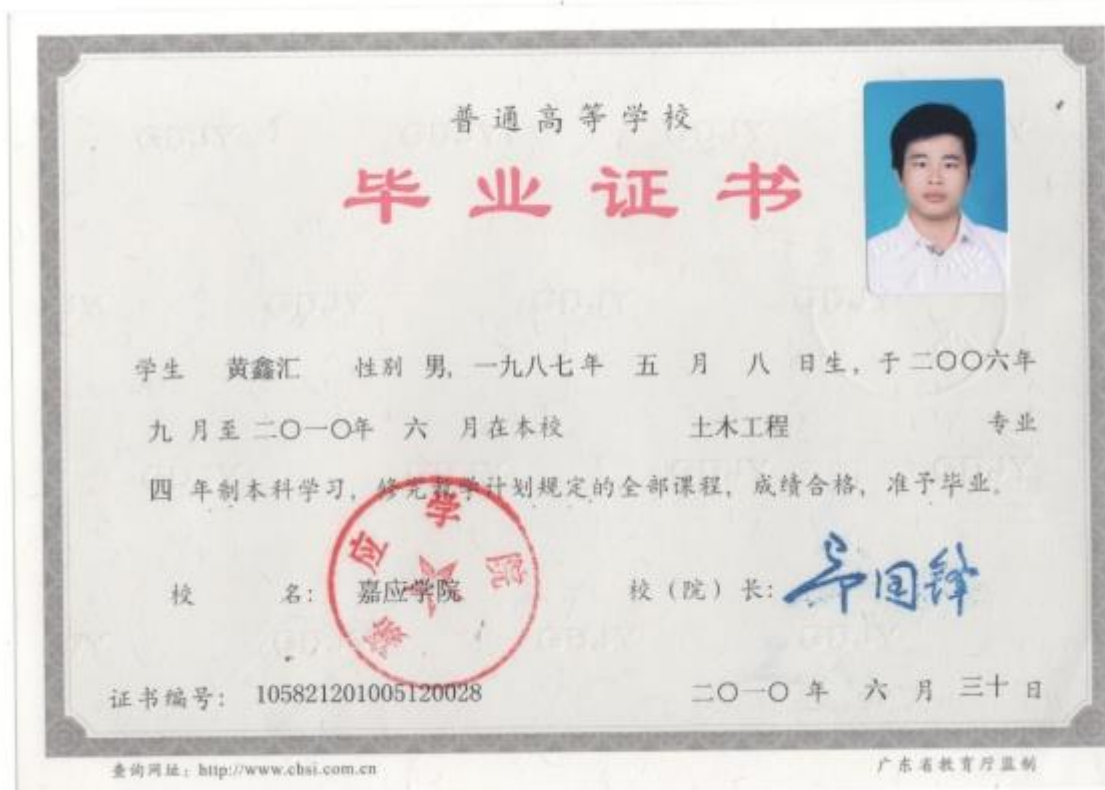 普通高等学校
毕业证书
学生 黄鑫汇 性别 男, 一九八七年 五 月 八 日生, 于二〇〇六年
九 月至二〇一〇年 六 月在本校 土木工程 专业
四 年制本科学习, 修完教学计划规定的全部课程, 成绩合格, 准予毕业。
嘉应学院
校 名: 嘉应学院 校(院)长:
证书编号: 105821201005120028 二〇一〇 年 六 月 三十 日
查询网址: http://www.chsi.com.cn 广东省教育厅监制